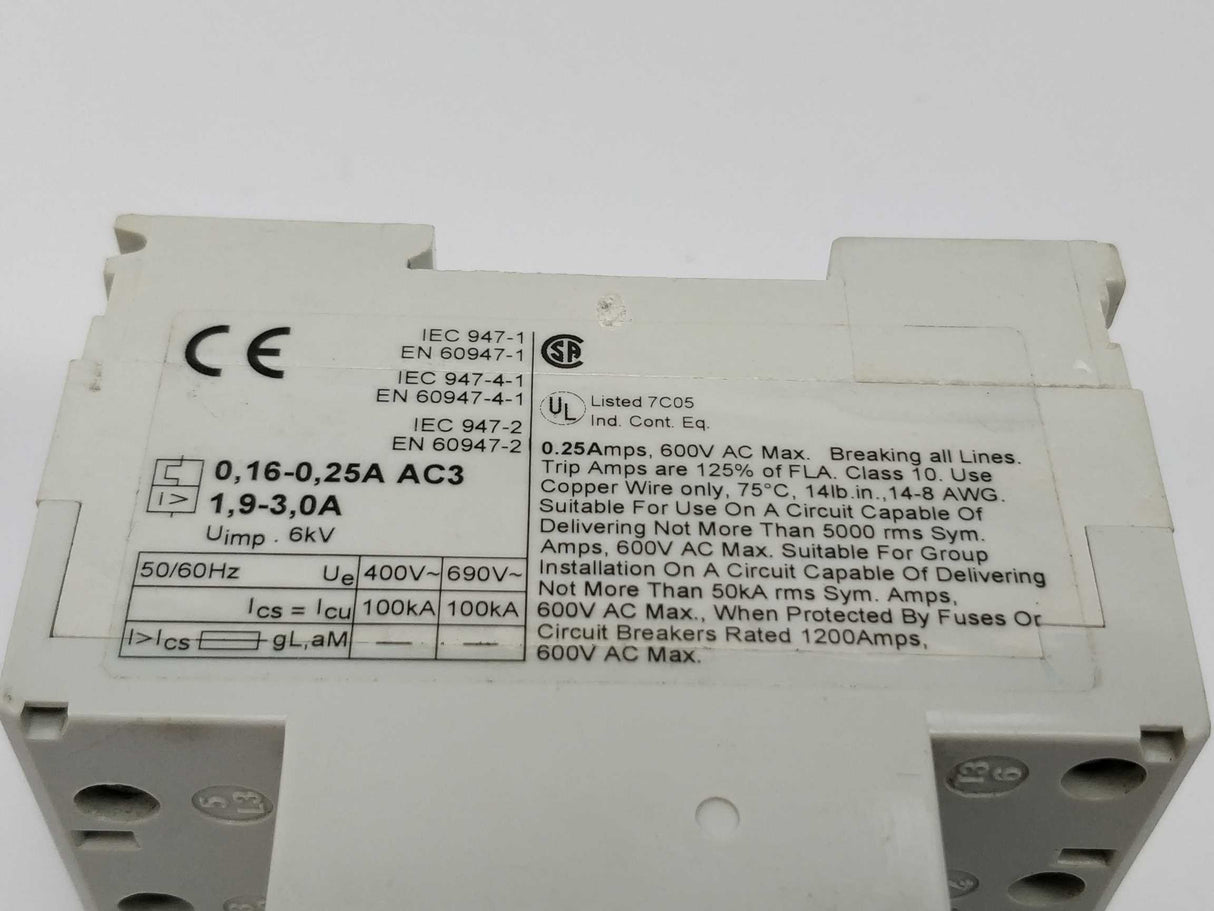 CE
IEC 947-1
EN 60947-1
IEC 947-4-1
EN 60947-4-1
IEC 947-2
EN 60947-2
I>
0,16-0,25A AC3
1,9-3,0A
Uimp . 6kV
50/60Hz Ue 400V~ 690V~
Ics = Icu 100kA 100kA
I>Ics gL,aM — —
SA
UL Listed 7C05
Ind. Cont. Eq.
0.25Amps, 600V AC Max. Breaking all Lines.
Trip Amps are 125% of FLA. Class 10. Use
Copper Wire only, 75°C, 14lb.in.,14-8 AWG.
Suitable For Use On A Circuit Capable Of
Delivering Not More Than 5000 rms Sym.
Amps, 600V AC Max. Suitable For Group
Installation On A Circuit Capable Of Delivering
Not More Than 50kA rms Sym. Amps,
600V AC Max., When Protected By Fuses Or
Circuit Breakers Rated 1200Amps,
600V AC Max.
5
L3
6